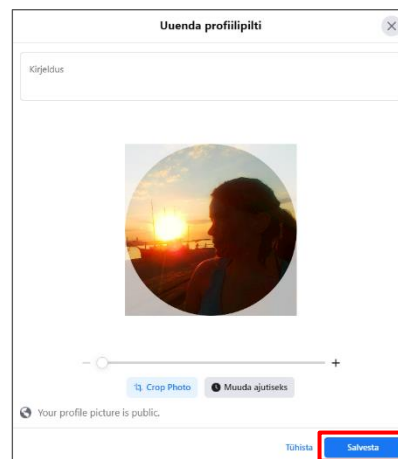 Uuenda profiilipilti
Kirjeldus
Crop Photo
Muuda ajutiseks
Your profile picture is public.
Tühista
Salvesta